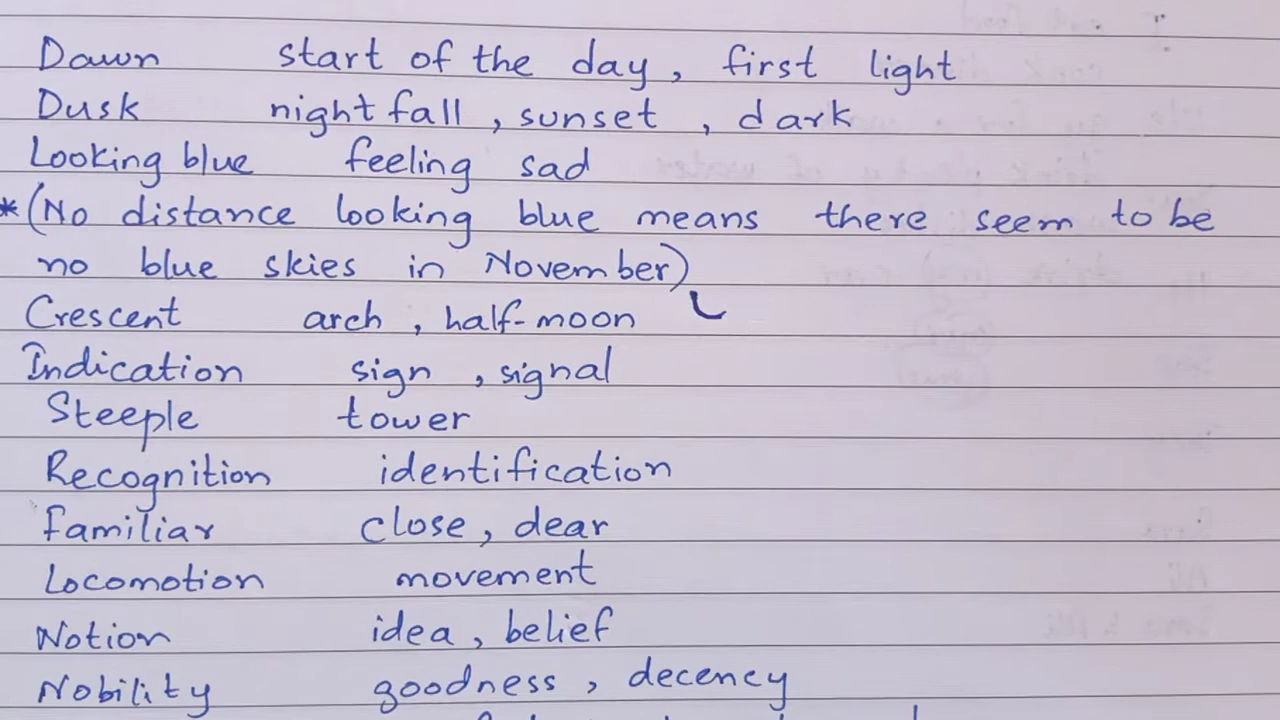 Dawn start of the day, first light
Dusk night fall, sunset, dark
Looking blue feeling sad
*(No distance looking blue means there seem to be
no blue skies in November)
Crescent arch, half-moon
Indication sign, signal
Steeple tower
Recognition identification
Familiar close, dear
Locomotion movement
Notion idea, belief
Nobility goodness, decency